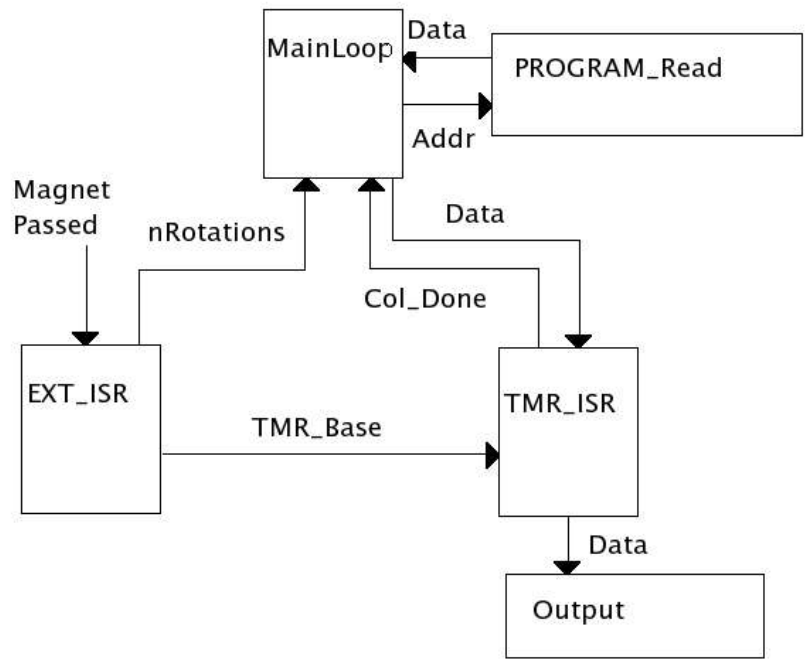 Data
MainLoop
PROGRAM_Read
Addr
Magnet
Passed
nRotations
Data
Col_Done
EXT_ISR
TMR_ISR
TMR_Base
Data
Output